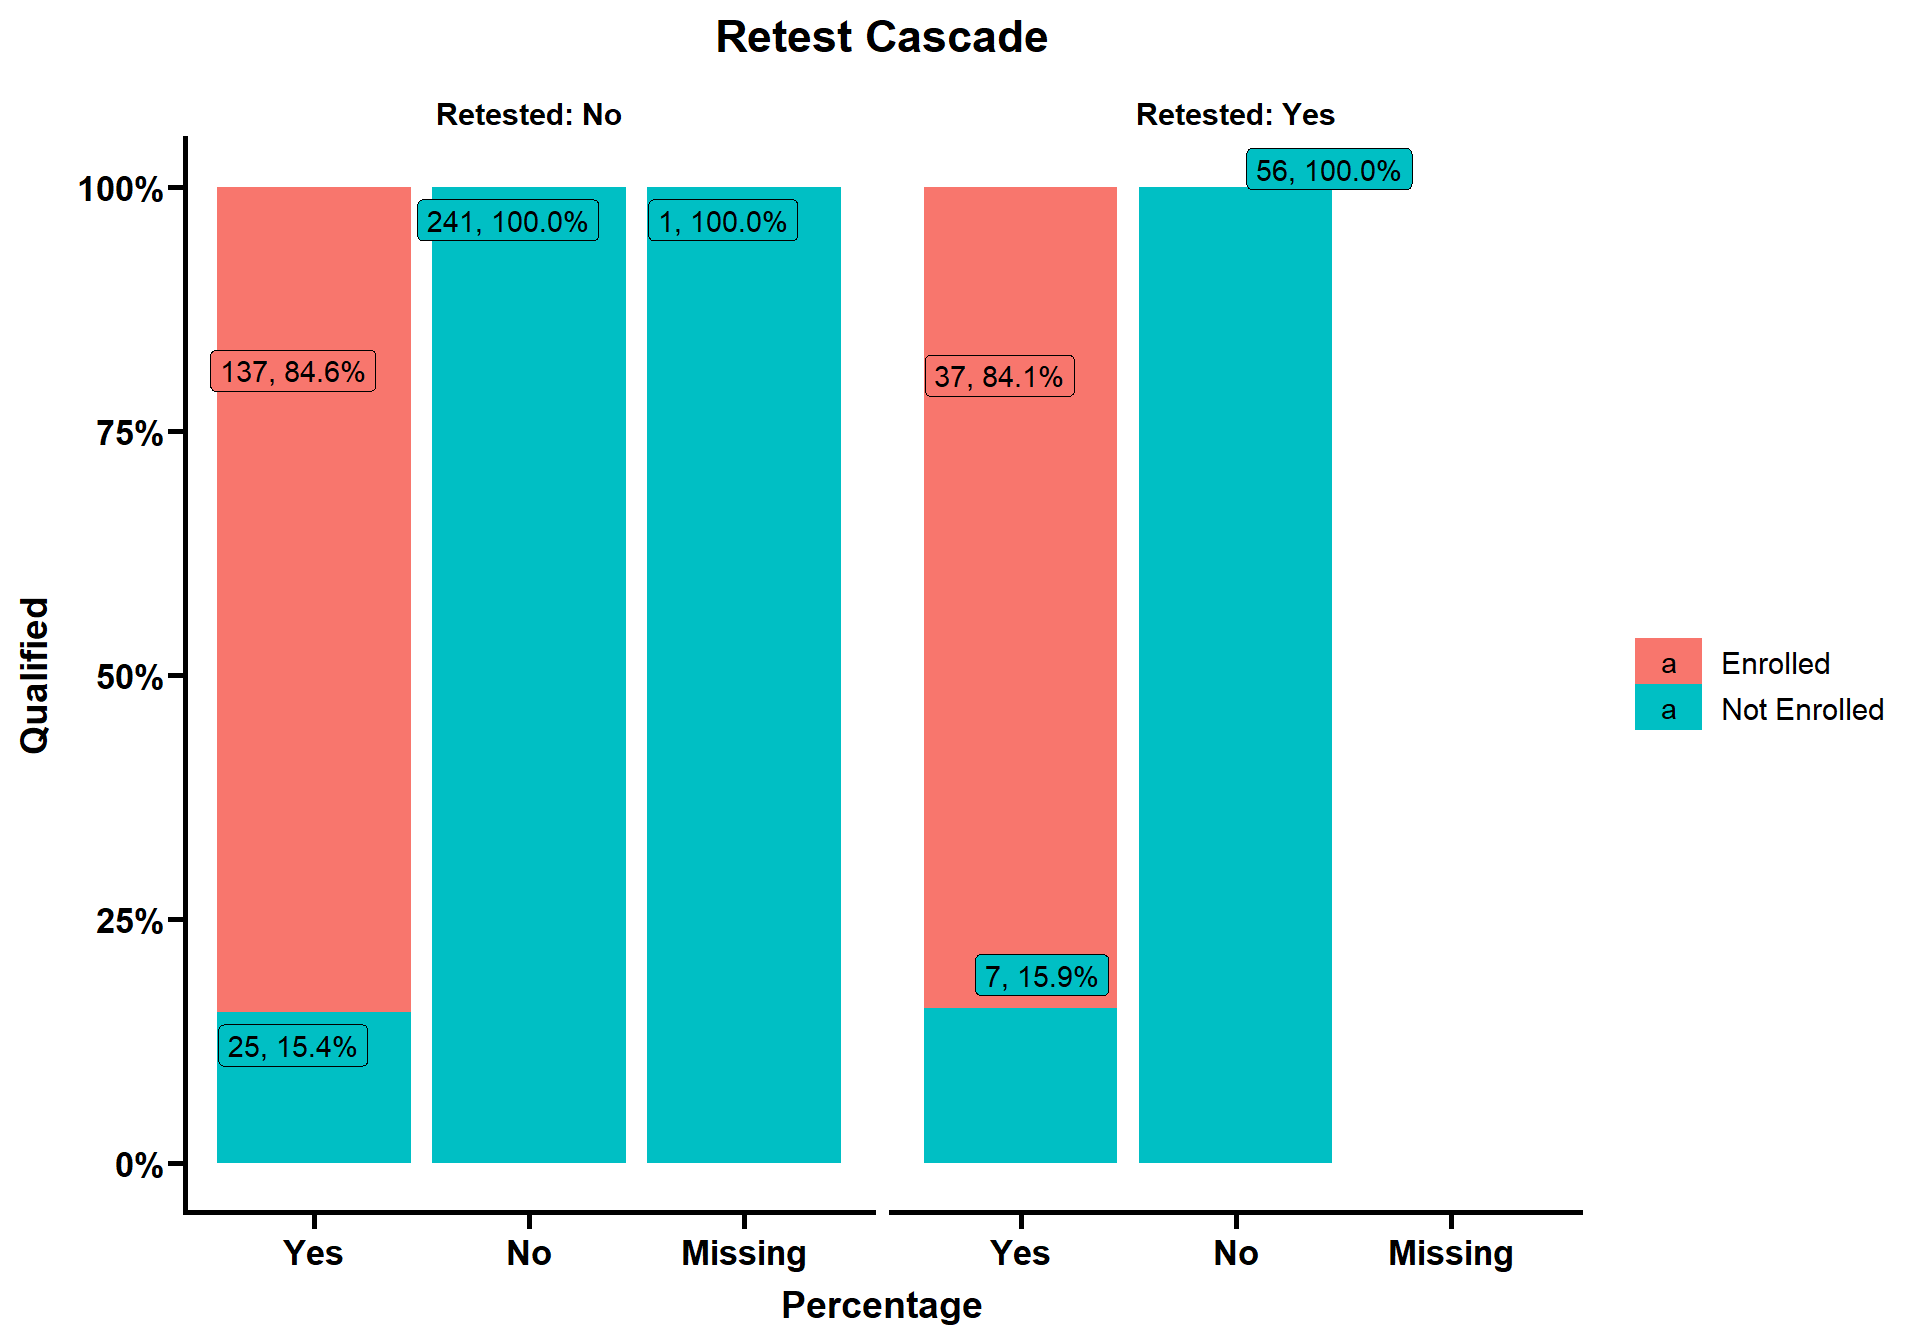 Retest Cascade
Retested: No
Retested: Yes
100%
75%
50%
25%
0%
Qualified
56, 100.0%
241, 100.0%
1, 100.0%
137, 84.6%
37, 84.1%
7, 15.9%
25, 15.4%
a Enrolled
a Not Enrolled
Yes No Missing Yes No Missing
Percentage